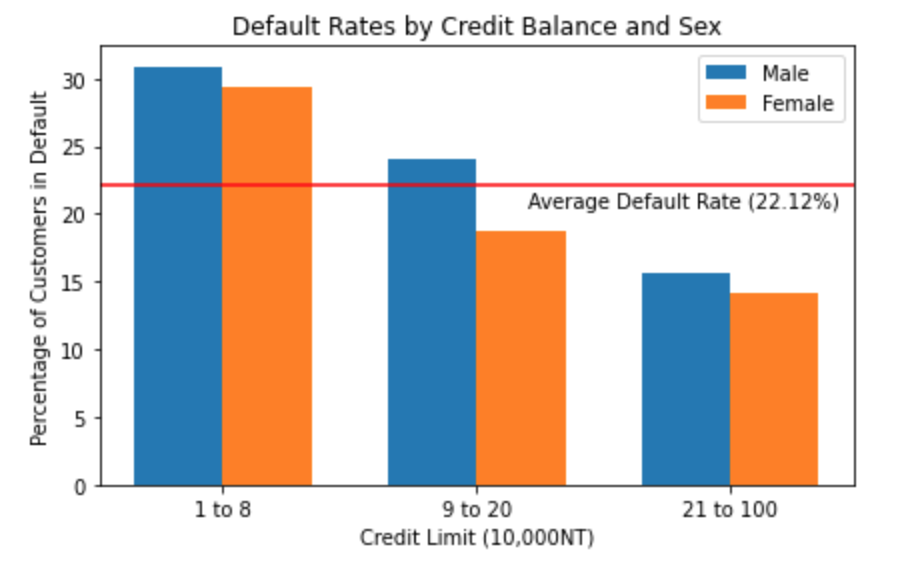 Default Rates by Credit Balance and Sex
Percentage of Customers in Default
30
25
20
15
10
5
0
Male
Female
Average Default Rate (22.12%)
1 to 8
9 to 20
21 to 100
Credit Limit (10,000NT)